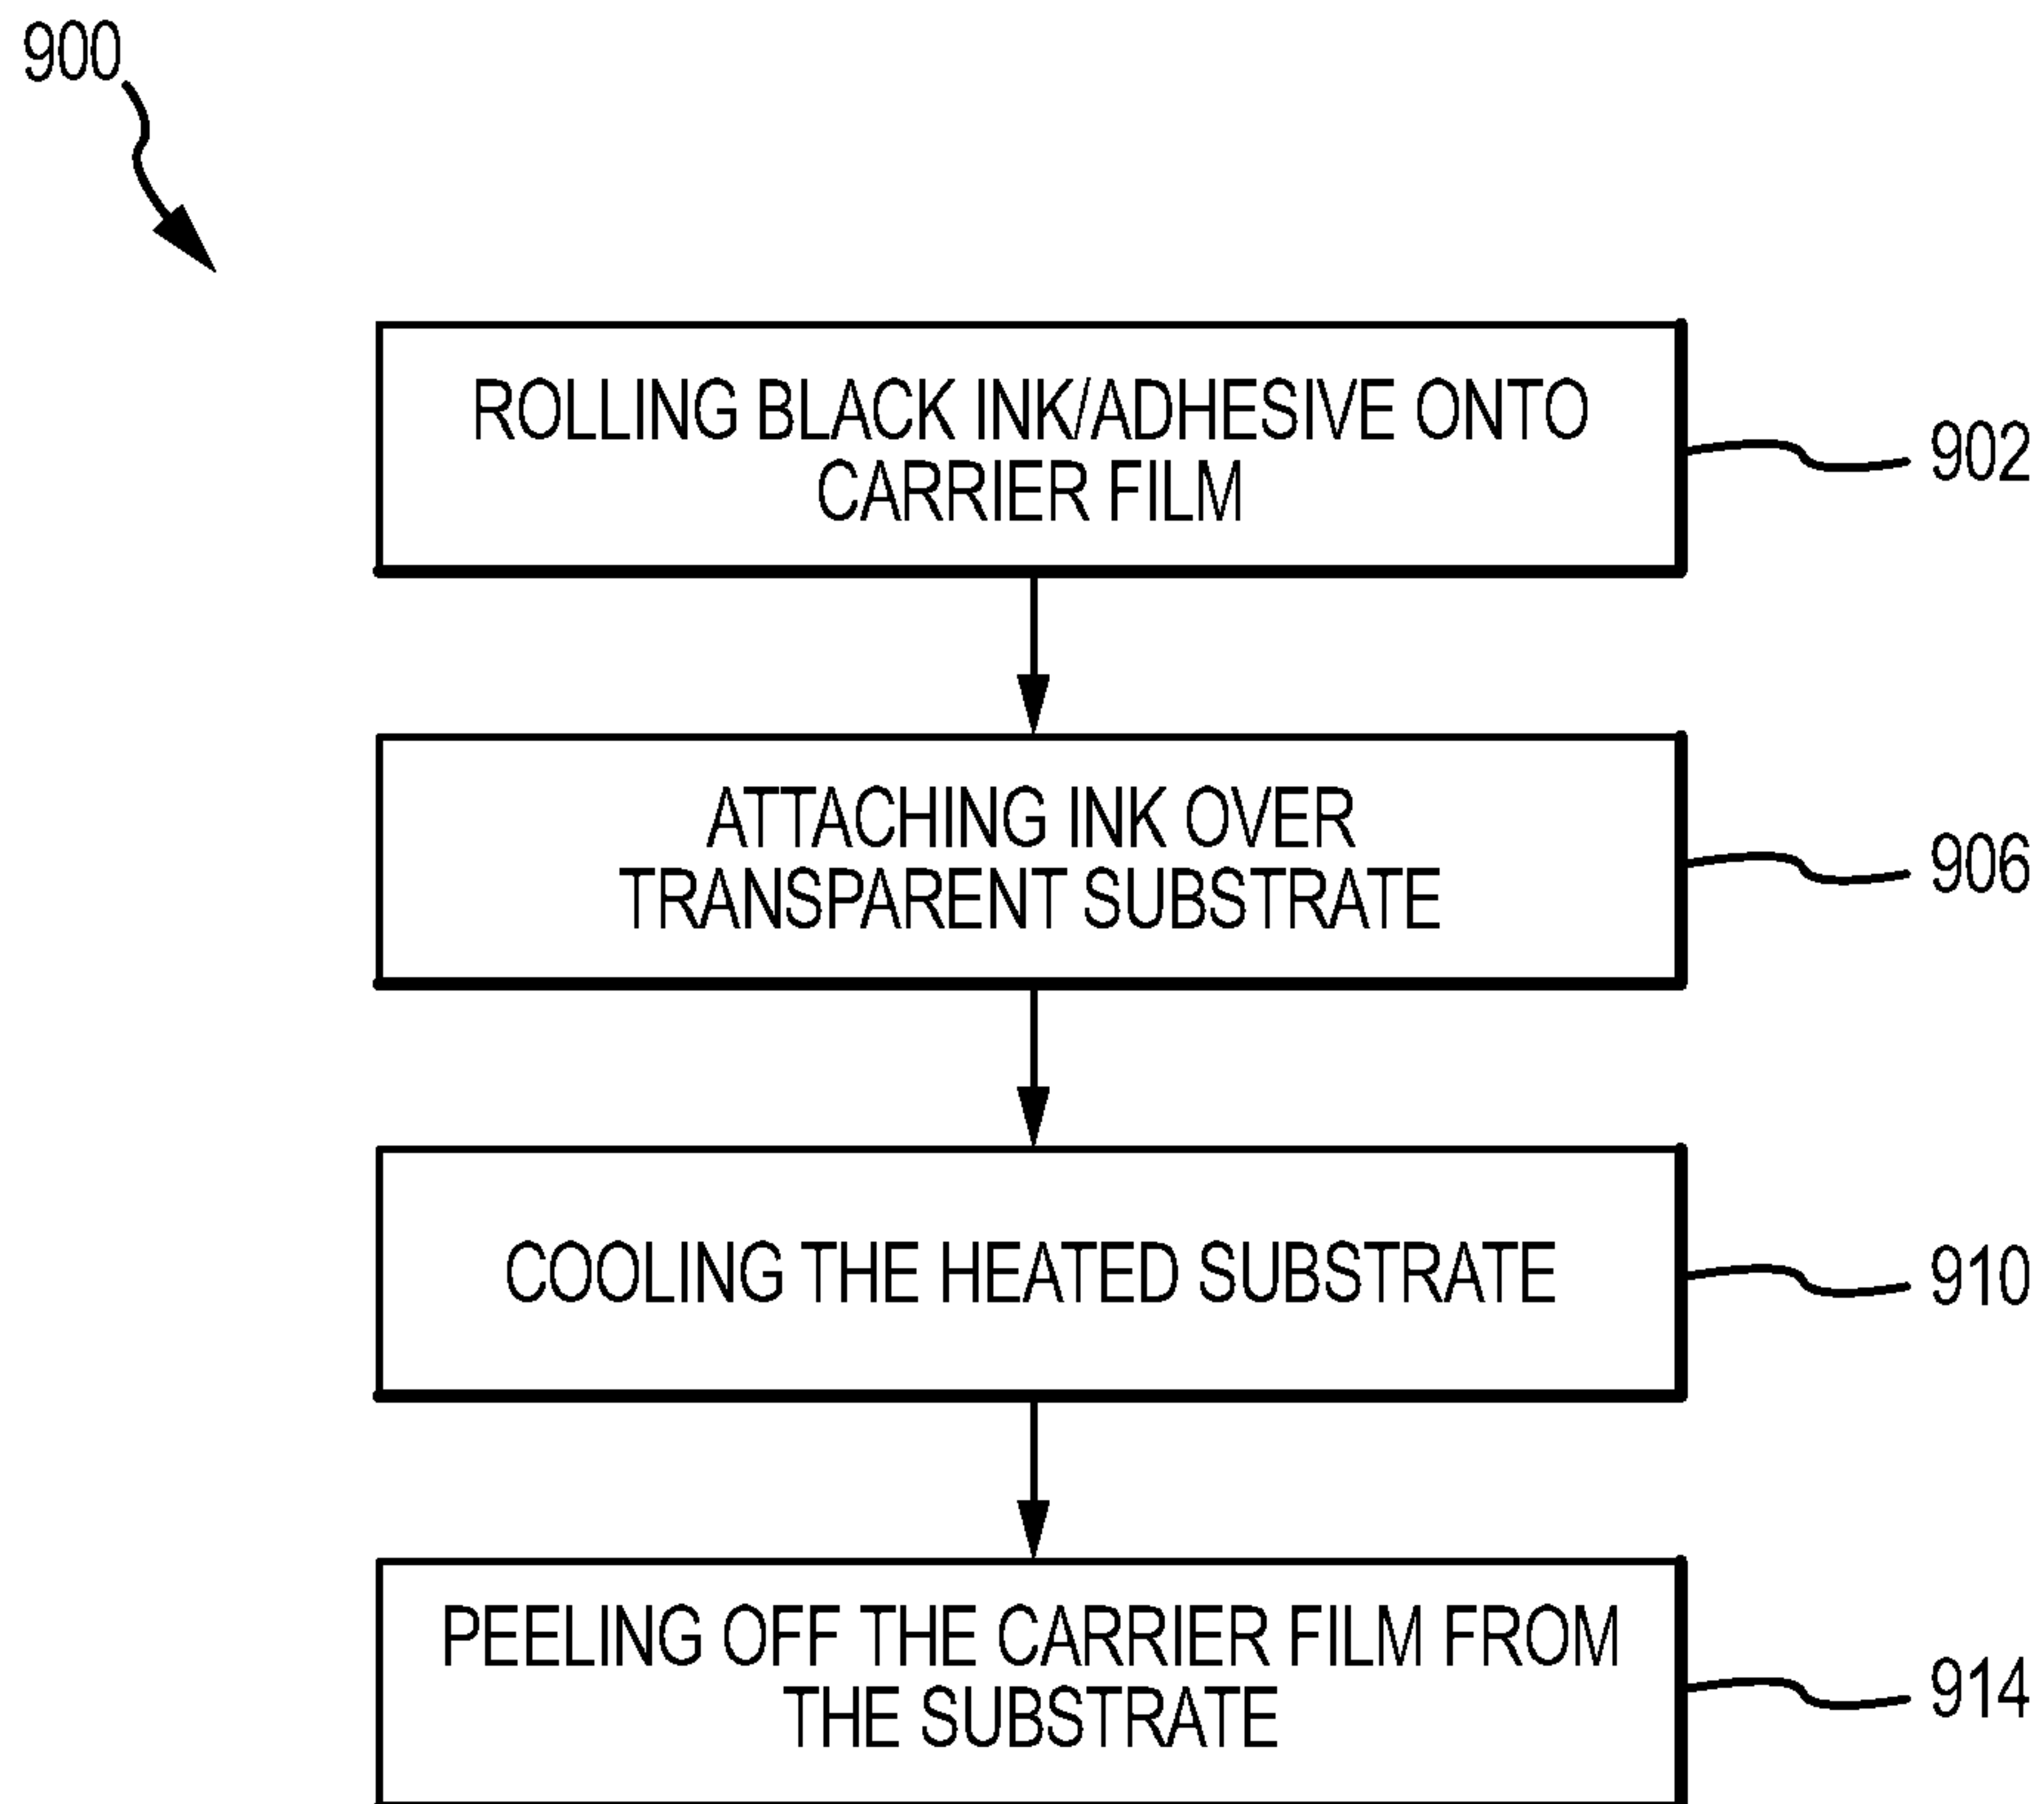 900
ROLLING BLACK INK/ADHESIVE ONTO
CARRIER FILM
902
ATTACHING INK OVER
TRANSPARENT SUBSTRATE
906
COOLING THE HEATED SUBSTRATE
910
PEELING OFF THE CARRIER FILM FROM
THE SUBSTRATE
914